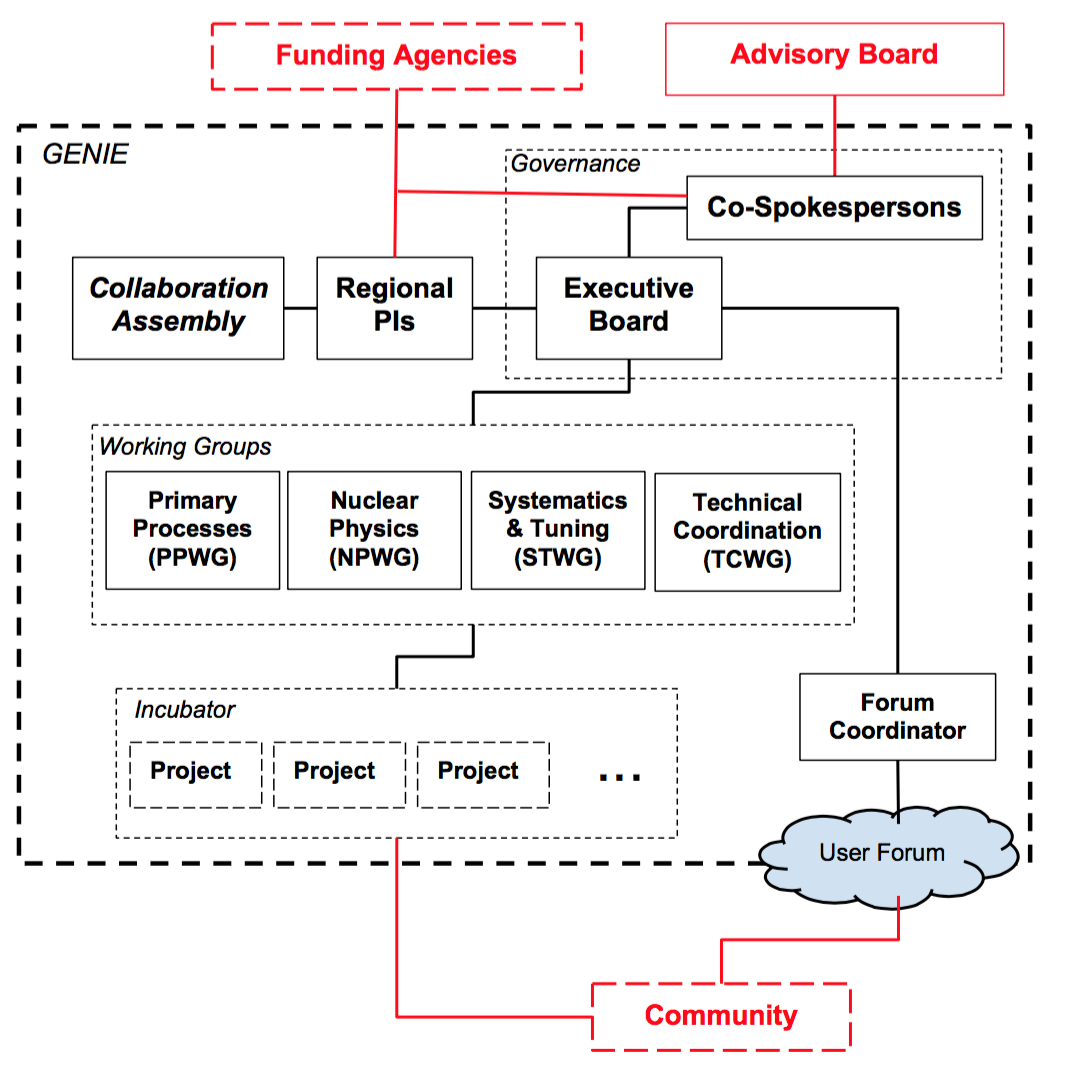 Funding Agencies
Advisory Board
GENIE
Governance
Co-Spokespersons
Collaboration
Assembly
Regional
PIs
Executive
Board
Working Groups
Primary
Processes
(PPWG)
Nuclear
Physics
(NPWG)
Systematics
& Tuning
(STWG)
Technical
Coordination
(TCWG)
Incubator
Project
Project
Project
...
Forum
Coordinator
User Forum
Community